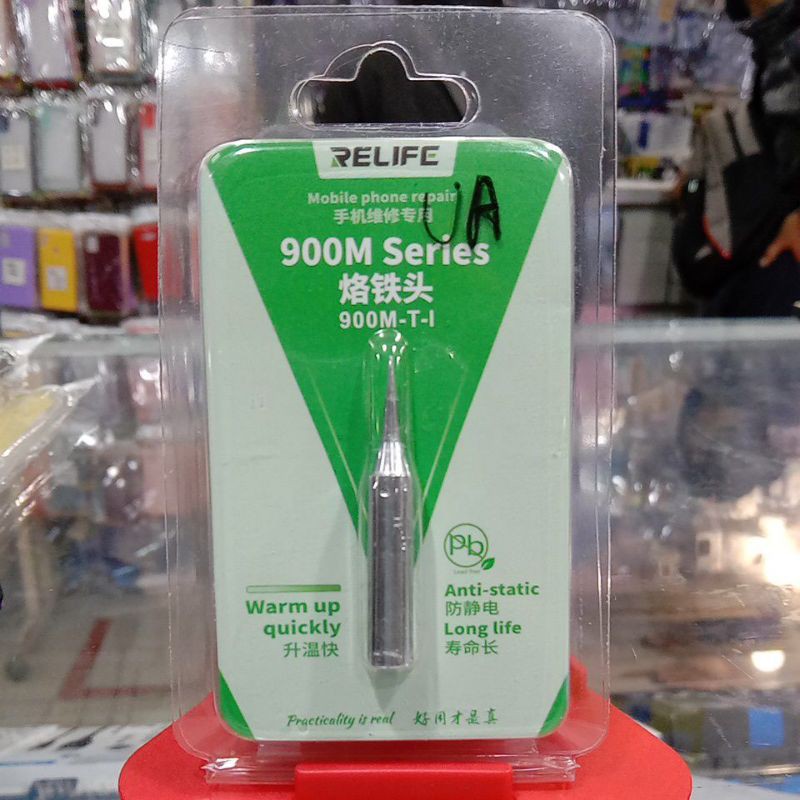 RELIFE
Mobile phone repair
手机维修专用
JA
900M Series
烙铁头
900M-T-I
Pb
Lead Free
Warm up
quickly
升温快
Anti-static
防静电
Long life
寿命长
Practicality is real 好用才是真